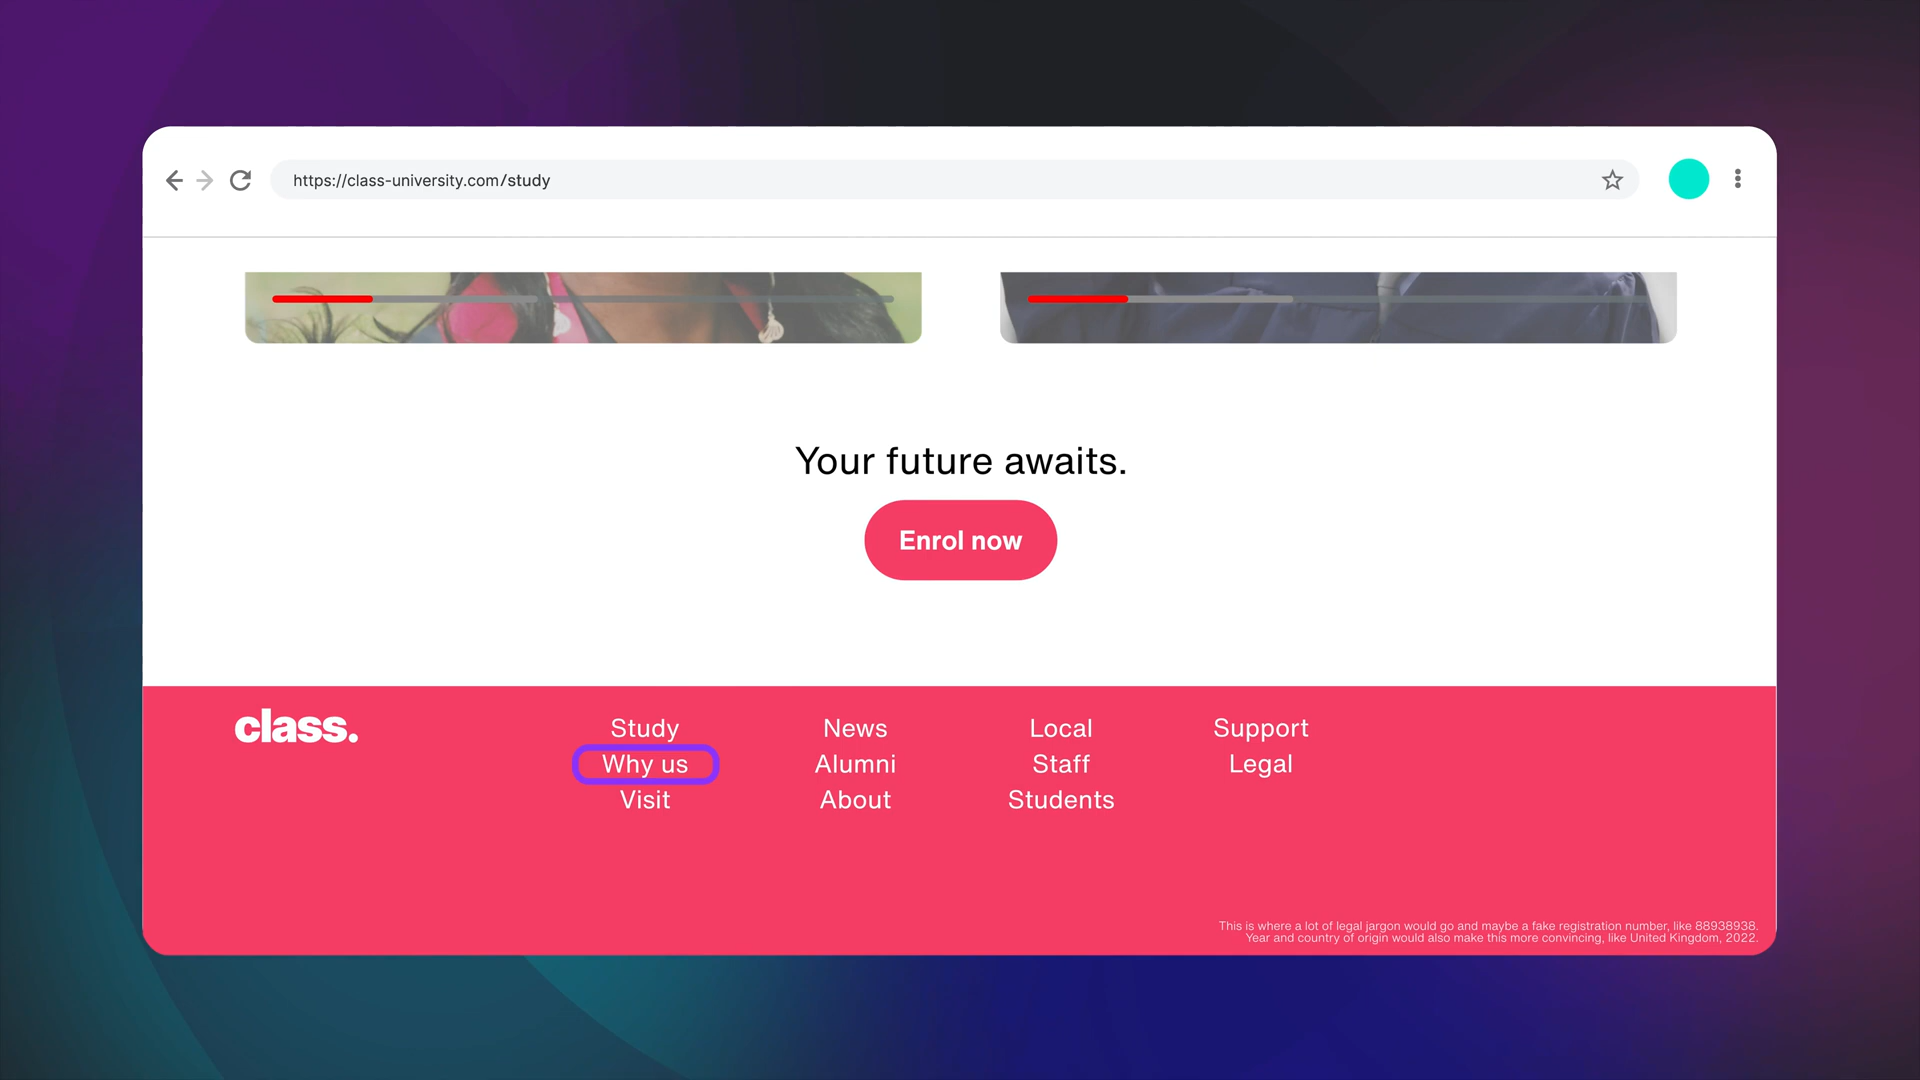 https://class-university.com/study
Your future awaits.
Enrol now
class.
Study
Why us
Visit
News
Alumni
About
Local
Staff
Students
Support
Legal
This is where a lot of legal jargon would go and maybe a fake registration number, like 88938938.
Year and country of origin would also make this more convincing, like United Kingdom, 2022.